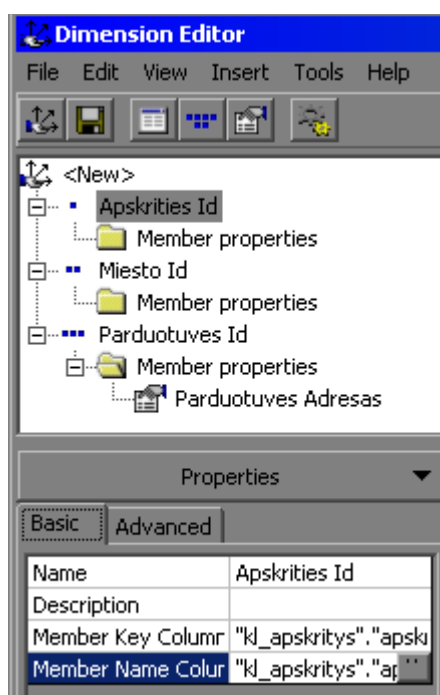 Dimension Editor
File Edit View Insert Tools Help
<New>
Apskrities Id
Member properties
Miesto Id
Member properties
Parduotuves Id
Member properties
Parduotuves Adresas
Properties
Basic Advanced
Name Apskrities Id
Description
Member Key Column "kl_apskritys"."apsk
Member Name Colur "kl_apskritys"."ap ..